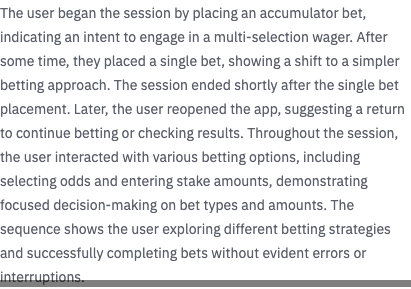 The user began the session by placing an accumulator bet,
indicating an intent to engage in a multi-selection wager. After
some time, they placed a single bet, showing a shift to a simpler
betting approach. The session ended shortly after the single bet
placement. Later, the user reopened the app, suggesting a return
to continue betting or checking results. Throughout the session,
the user interacted with various betting options, including
selecting odds and entering stake amounts, demonstrating
focused decision-making on bet types and amounts. The
sequence shows the user exploring different betting strategies
and successfully completing bets without evident errors or
interruptions.